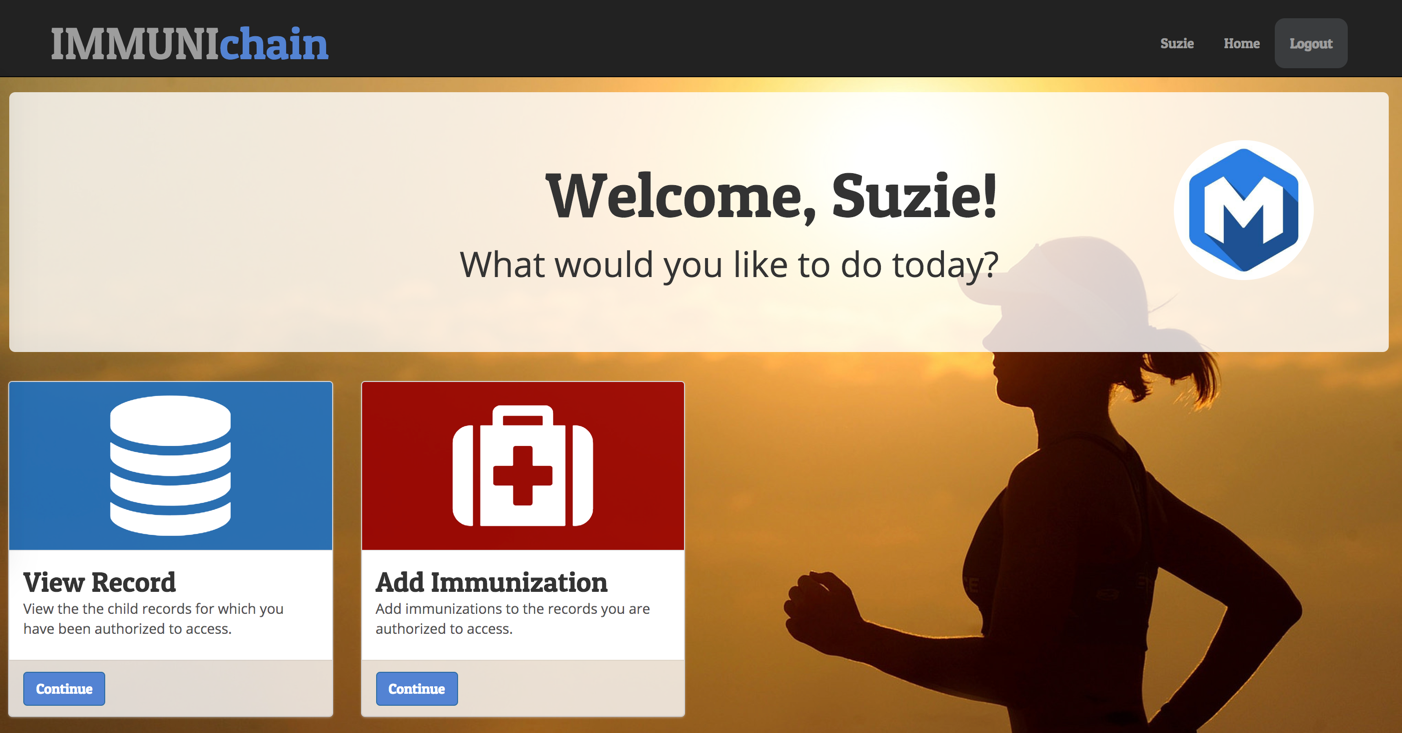 IMMUNIchain
Suzie Home Logout
Welcome, Suzie!
M
What would you like to do today?
View Record
View the the child records for which you
have been authorized to access.
Continue
Add Immunization
Add immunizations to the records you are
authorized to access.
Continue